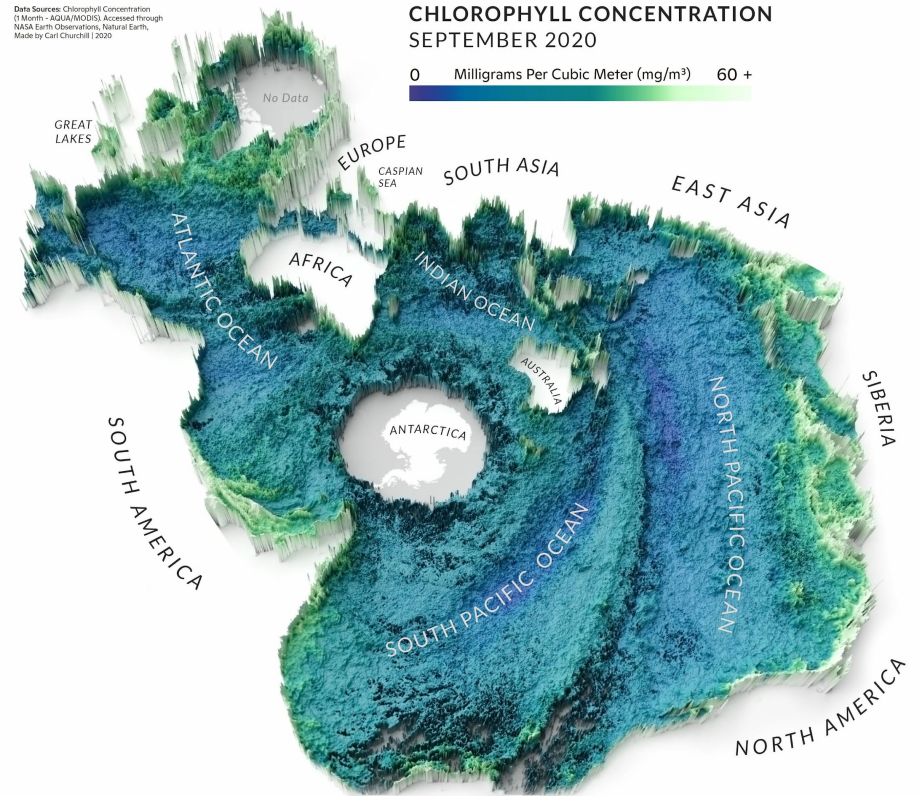 Data Sources: Chlorophyll Concentration
(1 Month - AQUA/MODIS). Accessed through
NASA Earth Observations, Natural Earth,
Made by Carl Churchill | 2020
CHLOROPHYLL CONCENTRATION
SEPTEMBER 2020
0 Milligrams Per Cubic Meter (mg/m³) 60 +
No Data
GREAT
LAKES
EUROPE
CASPIAN
SEA
SOUTH ASIA
EAST ASIA
ATLANTIC OCEAN
AFRICA
INDIAN OCEAN
AUSTRALIA
SIBERIA
NORTH PACIFIC OCEAN
ANTARCTICA
SOUTH AMERICA
SOUTH PACIFIC OCEAN
NORTH AMERICA